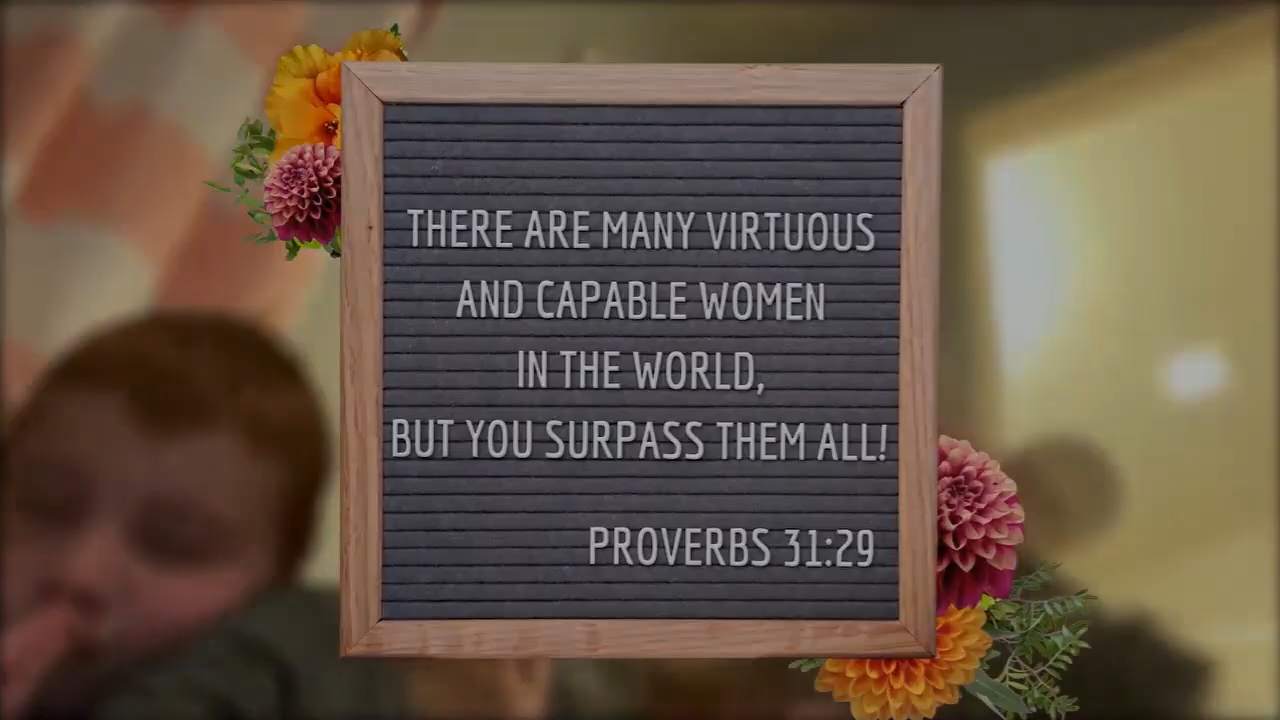 THERE ARE MANY VIRTUOUS
AND CAPABLE WOMEN
IN THE WORLD,
BUT YOU SURPASS THEM ALL!
PROVERBS 31:29